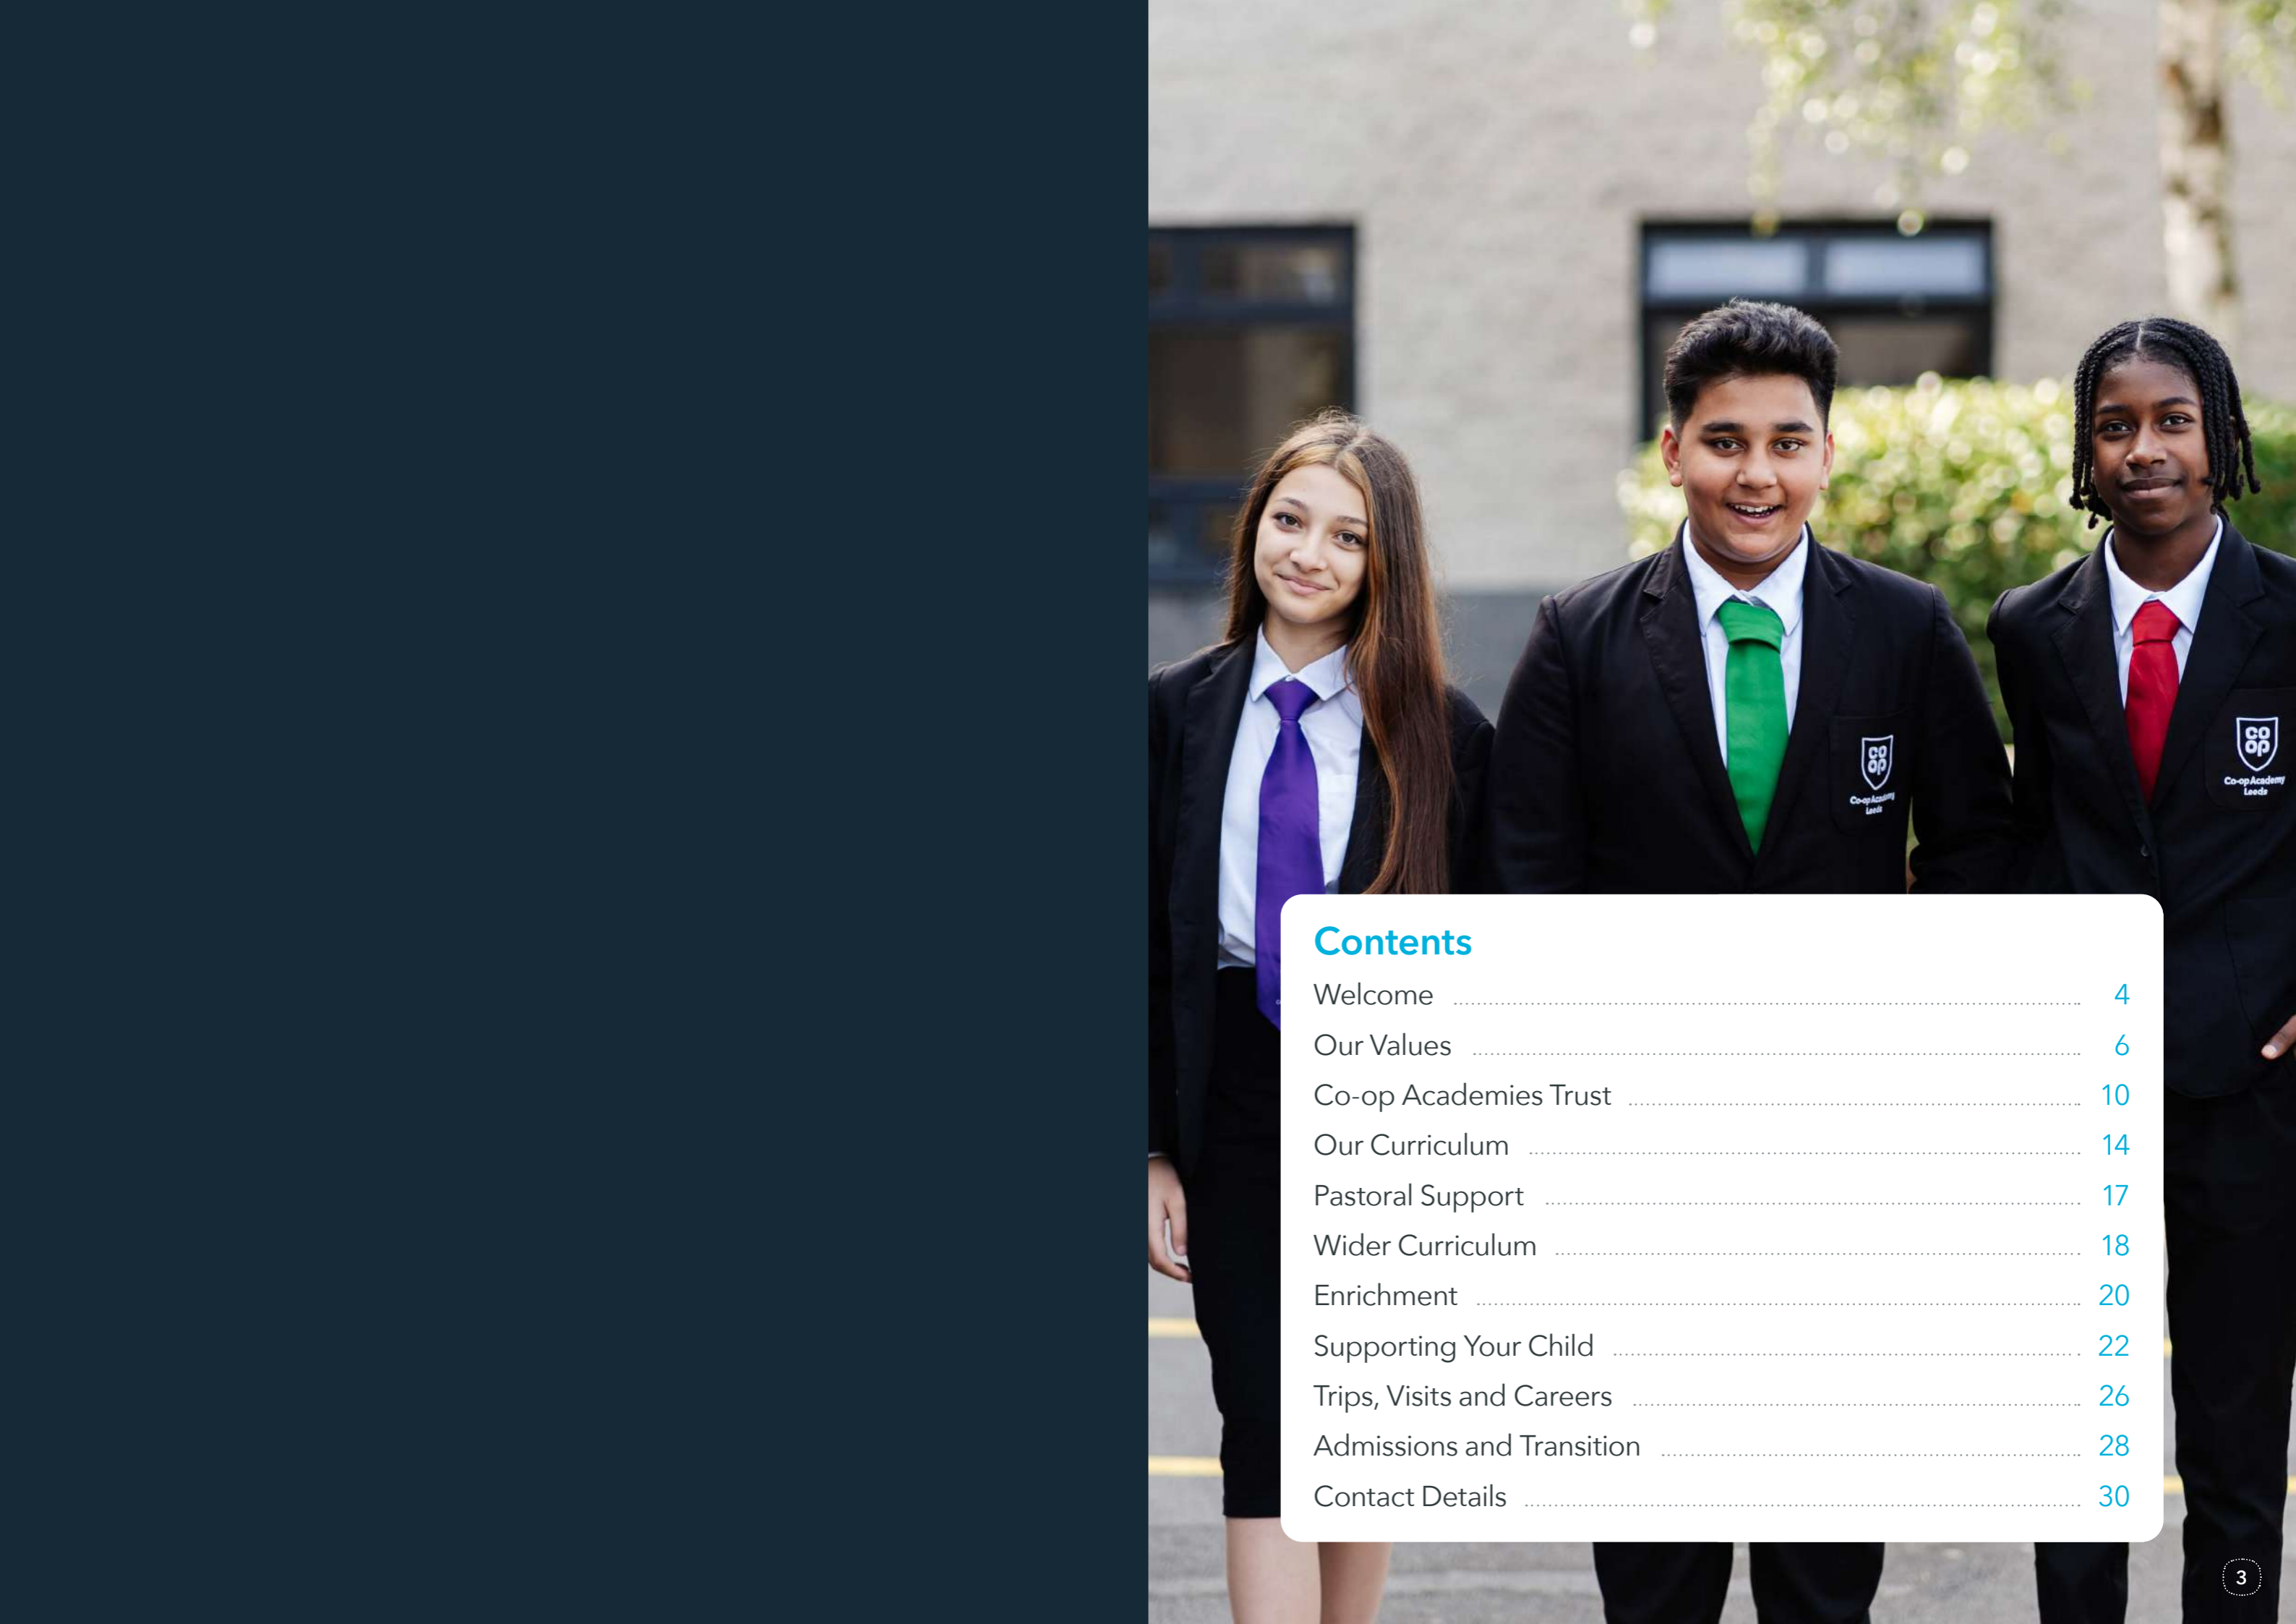 co
op
Co-op Academy
Leeds
co
op
Co-op Academy
Leeds
Contents
Welcome 4
Our Values 6
Co-op Academies Trust 10
Our Curriculum 14
Pastoral Support 17
Wider Curriculum 18
Enrichment 20
Supporting Your Child 22
Trips, Visits and Careers 26
Admissions and Transition 28
Contact Details 30
3